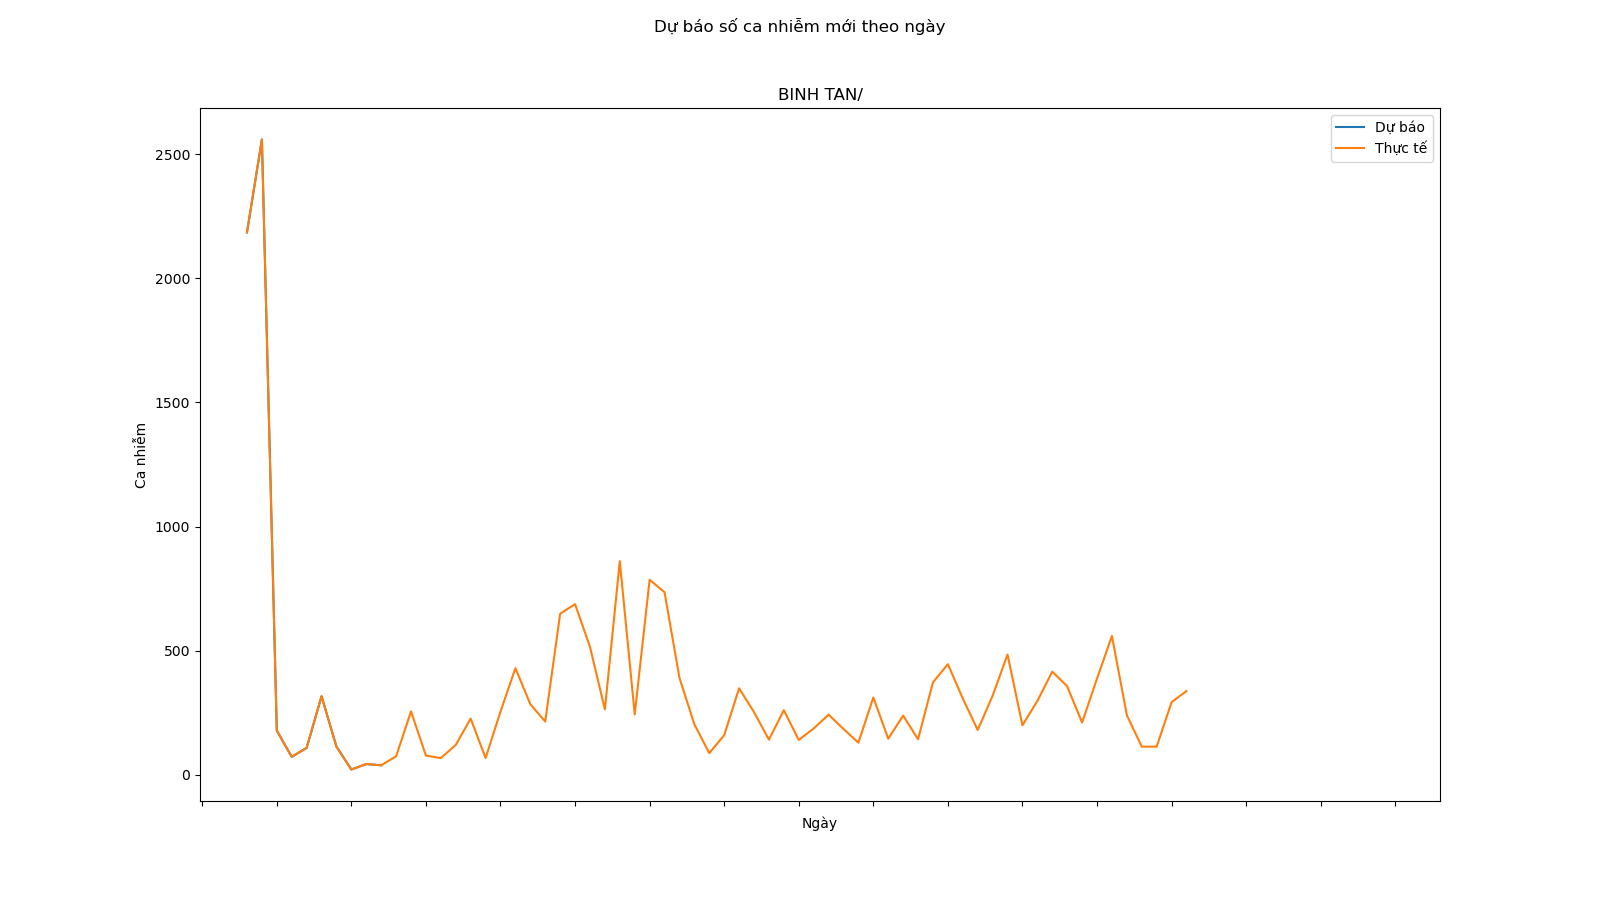 Dự báo số ca nhiễm mới theo ngày
BINH TAN/
Dự báo
Thực tế
2500
2000
1500
1000
500
0
Ca nhiễm
Ngày